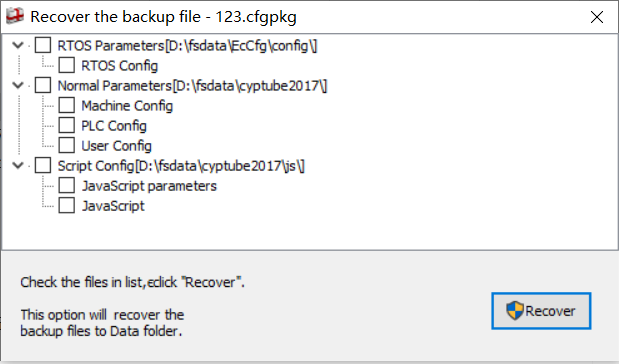 Recover the backup file - 123.cfgpkg
RTOS Parameters[D:\fsdata\EcCfg\config\]
RTOS Config
Normal Parameters[D:\fsdata\cyptube2017\]
Machine Config
PLC Config
User Config
Script Config[D:\fsdata\cyptube2017\js\]
JavaScript parameters
JavaScript
Check the files in list,εclick "Recover".
This option will recover the
backup files to Data folder.
Recover